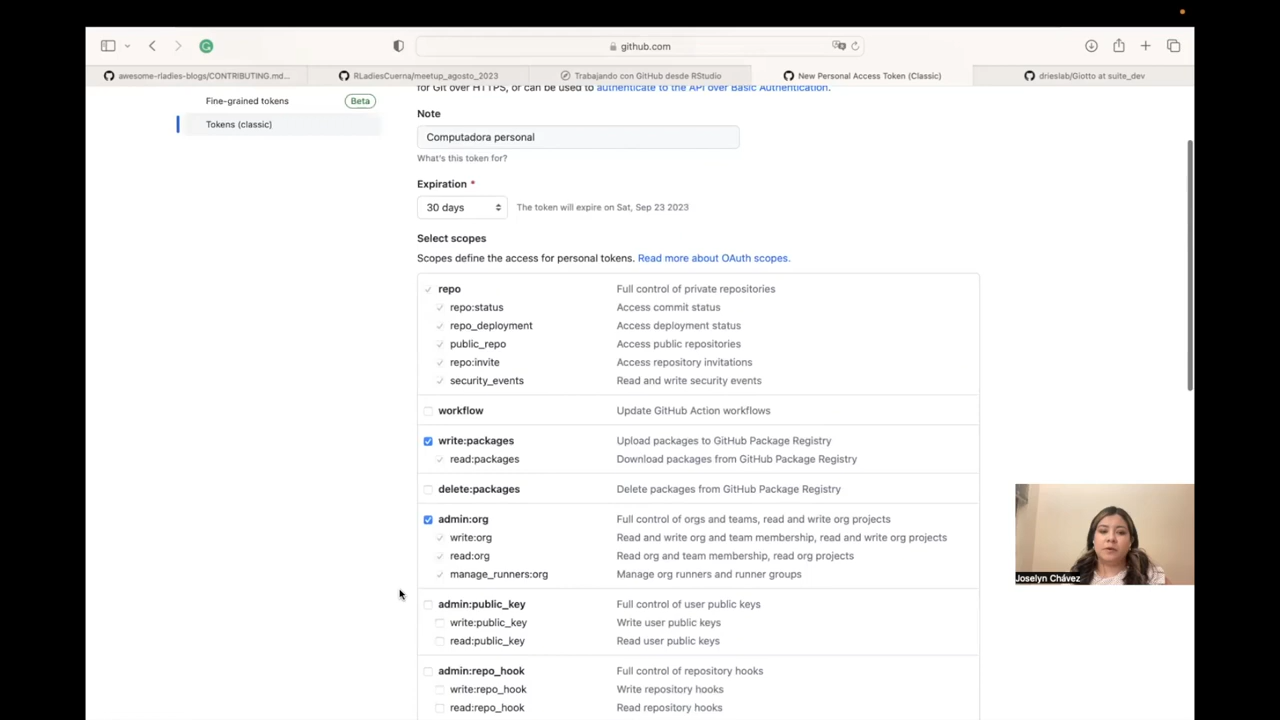 github.com
awesome-rladies-blogs/CONTRIBUTING.md...
RLadiesCuerna/meetup_agosto_2023
Trabajando con GitHub desde RStudio
New Personal Access Token (Classic)
drieslab/Giotto at suite_dev
for Git over HTTPS, or can be used to authenticate to the API over Basic Authentication.
Fine-grained tokens
Beta
Tokens (classic)
Note
Computadora personal
What's this token for?
Expiration *
30 days
The token will expire on Sat, Sep 23 2023
Select scopes
Scopes define the access for personal tokens. Read more about OAuth scopes.
repo Full control of private repositories
repo:status Access commit status
repo_deployment Access deployment status
public_repo Access public repositories
repo:invite Access repository invitations
security_events Read and write security events
workflow Update GitHub Action workflows
write:packages Upload packages to GitHub Package Registry
read:packages Download packages from GitHub Package Registry
delete:packages Delete packages from GitHub Package Registry
admin:org Full control of orgs and teams, read and write org projects
write:org Read and write org and team membership, read and write org projects
read:org Read org and team membership, read org projects
manage_runners:org Manage org runners and runner groups
admin:public_key Full control of user public keys
write:public_key Write user public keys
read:public_key Read user public keys
admin:repo_hook Full control of repository hooks
write:repo_hook Write repository hooks
read:repo_hook Read repository hooks
Joselyn Chávez